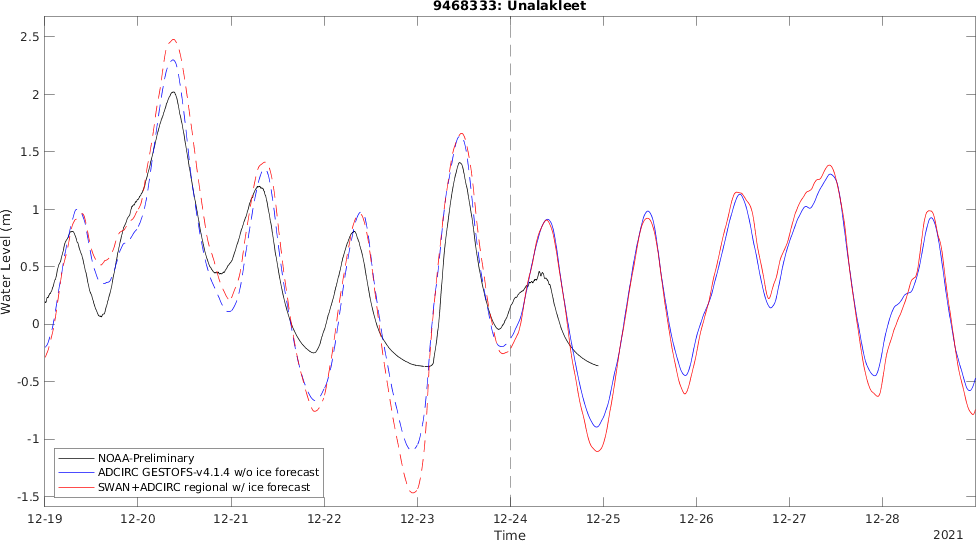 9468333: Unalakleet
Water Level (m)
2.5
2
1.5
1
0.5
0
-0.5
-1
-1.5
NOAA-Preliminary
ADCIRC GESTOFS-v4.1.4 w/o ice forecast
SWAN+ADCIRC regional w/ ice forecast
12-19 12-20 12-21 12-22 12-23 12-24 12-25 12-26 12-27 12-28
Time
2021